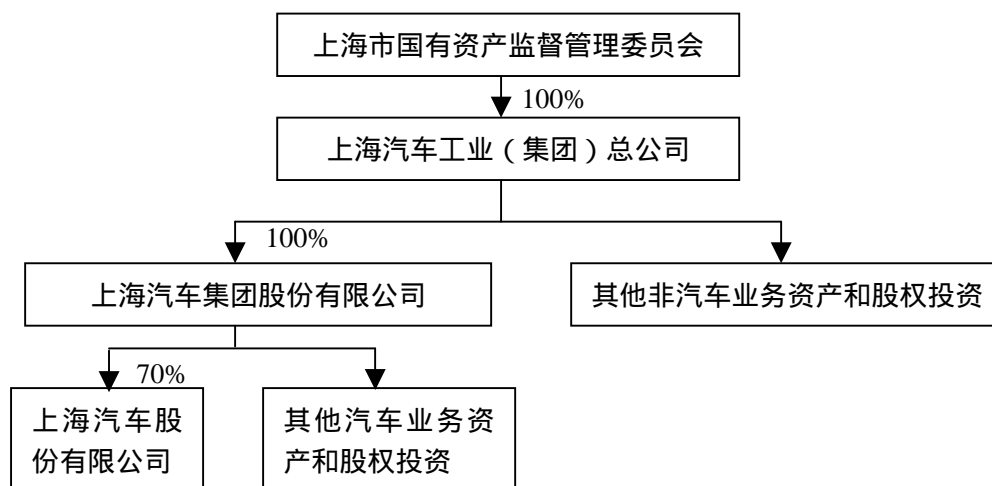 上海市国有资产监督管理委员会
100%
上海汽车工业（集团）总公司
100%
上海汽车集团股份有限公司
其他非汽车业务资产和股权投资
70%
上海汽车股
份有限公司
其他汽车业务资
产和股权投资